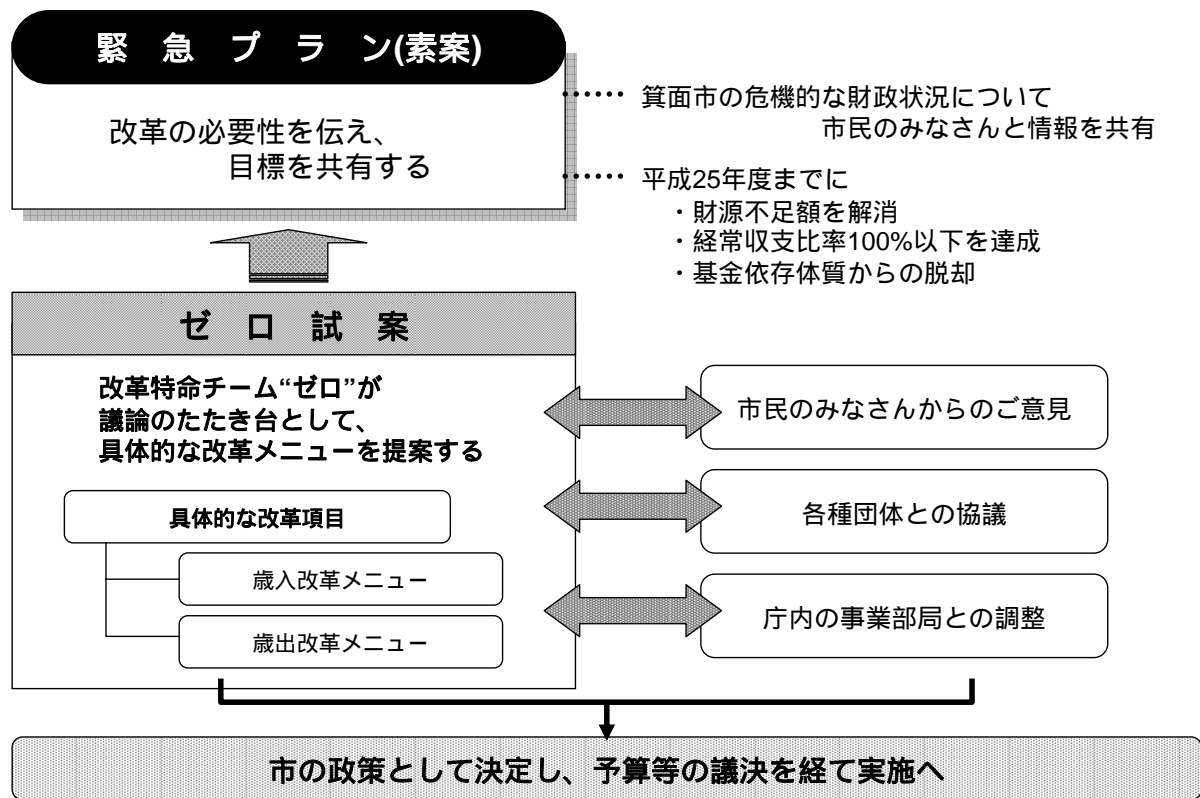 緊 急 プ ラ ン(素案)
改革の必要性を伝え、
目標を共有する
…… 箕面市の危機的な財政状況について
市民のみなさんと情報を共有
…… 平成25年度までに
・財源不足額を解消
・経常収支比率100%以下を達成
・基金依存体質からの脱却
ゼ ロ 試 案
改革特命チーム“ゼロ”が
議論のたたき台として、
具体的な改革メニューを提案する
具体的な改革項目
歳入改革メニュー
歳出改革メニュー
市民のみなさんからのご意見
各種団体との協議
庁内の事業部局との調整
市の政策として決定し、予算等の議決を経て実施へ